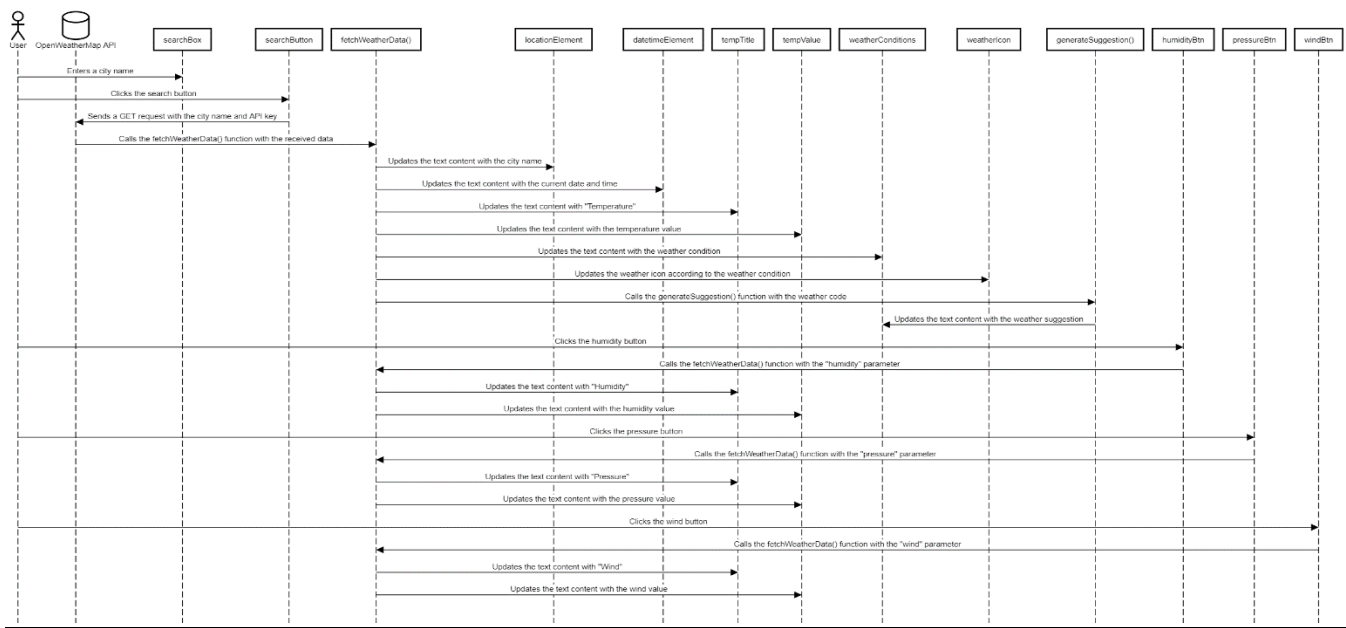 User
OpenWeatherMap API
searchBox
searchButton
fetchWeatherData()
locationElement
datetimeElement
tempTitle
tempValue
weatherConditions
weatherIcon
generateSuggestion()
humidityBtn
pressureBtn
windBtn
Enters a city name
Clicks the search button
Sends a GET request with the city name and API key
Calls the fetchWeatherData() function with the received data
Updates the text content with the city name
Updates the text content with the current date and time
Updates the text content with "Temperature"
Updates the text content with the temperature value
Updates the text content with the weather condition
Updates the weather icon according to the weather condition
Calls the generateSuggestion() function with the weather code
Updates the text content with the weather suggestion
Clicks the humidity button
Calls the fetchWeatherData() function with the "humidity" parameter
Updates the text content with "Humidity"
Updates the text content with the humidity value
Clicks the pressure button
Calls the fetchWeatherData() function with the "pressure" parameter
Updates the text content with "Pressure"
Updates the text content with the pressure value
Clicks the wind button
Calls the fetchWeatherData() function with the "wind" parameter
Updates the text content with "Wind"
Updates the text content with the wind value